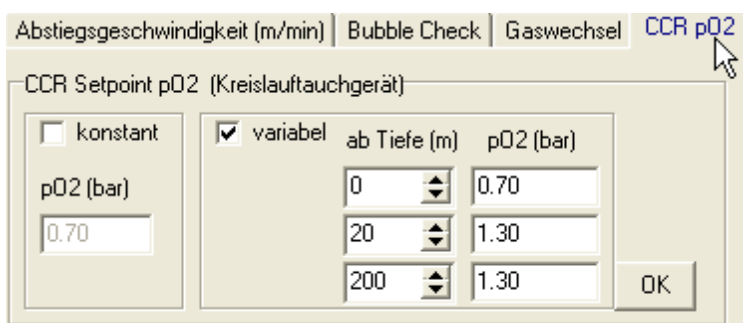 Abstiegsgeschwindigkeit (m/min) Bubble Check Gaswechsel CCR pO2
CCR Setpoint pO2 (Kreislauftauchgerät)
konstant
pO2 (bar)
0.70
variabel ab Tiefe (m) pO2 (bar)
0 0.70
20 1.30
200 1.30
OK